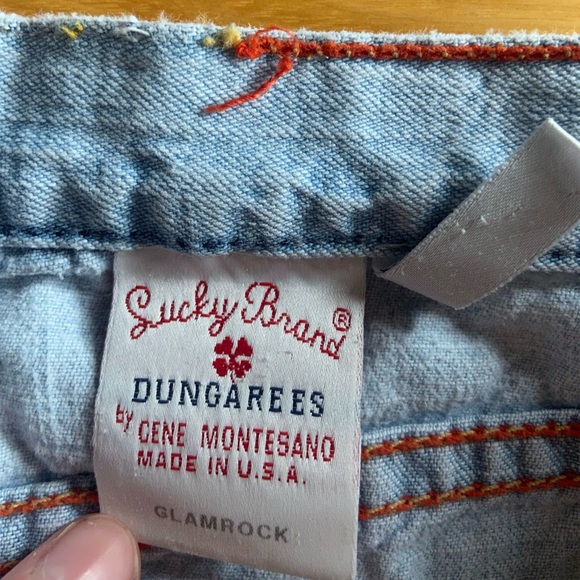 Lucky Brand®
DUNGAREES
by GENE MONTESANO
MADE IN U.S.A.
GLAMROCK